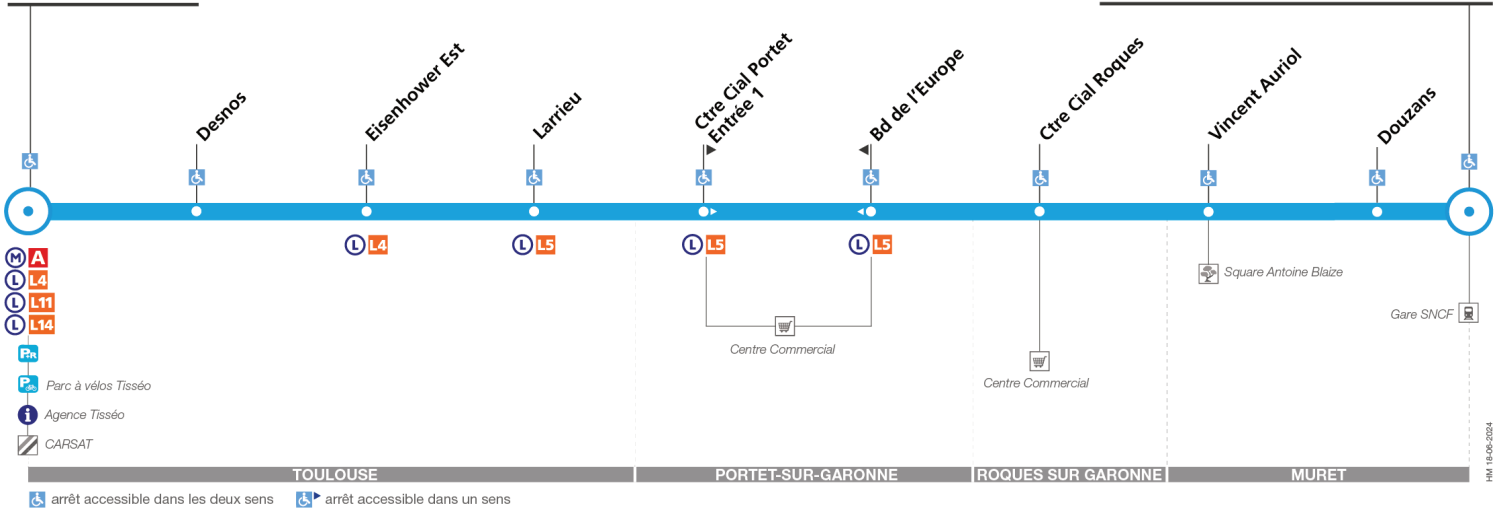 Desnos
Eisenhower Est
Larrieu
Ctre Cial Portet
Entrée 1
Bd de l'Europe
Ctre Cial Roques
Vincent Auriol
Douzans
M A
L L4
L L11
L L14
L L4
L L5
L L5
L L5
P+R
P
Parc à vélos Tisséo
i Agence Tisséo
CARSAT
Centre Commercial
Centre Commercial
Square Antoine Blaize
Gare SNCF
TOULOUSE
PORTET-SUR-GARONNE
ROQUES SUR GARONNE
MURET
arrêt accessible dans les deux sens
arrêt accessible dans un sens
HM 18-06-2024